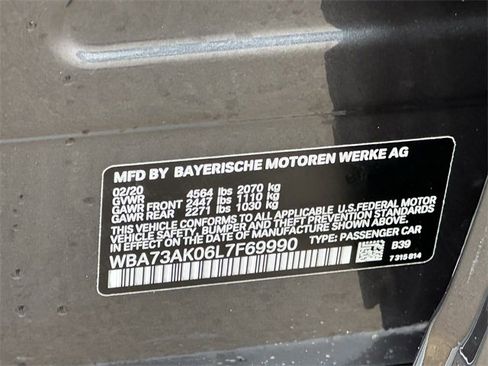 MFD BY BAYERISCHE MOTOREN WERKE AG
02/20
GVWR 4564 lbs 2070 kg
GAWR FRONT 2447 lbs 1110 kg
GAWR REAR 2271 lbs 1030 kg
THIS VEHICLE CONFORMS TO ALL APPLICABLE U.S.FEDERAL MOTOR
VEHICLE SAFETY, BUMPER AND THEFT PREVENTION STANDARDS
IN EFFECT ON THE DATE OF MANUFACTURE SHOWN ABOVE.
WBA73AK06L7F69990 TYPE: PASSENGER CAR
B39
7 315 814